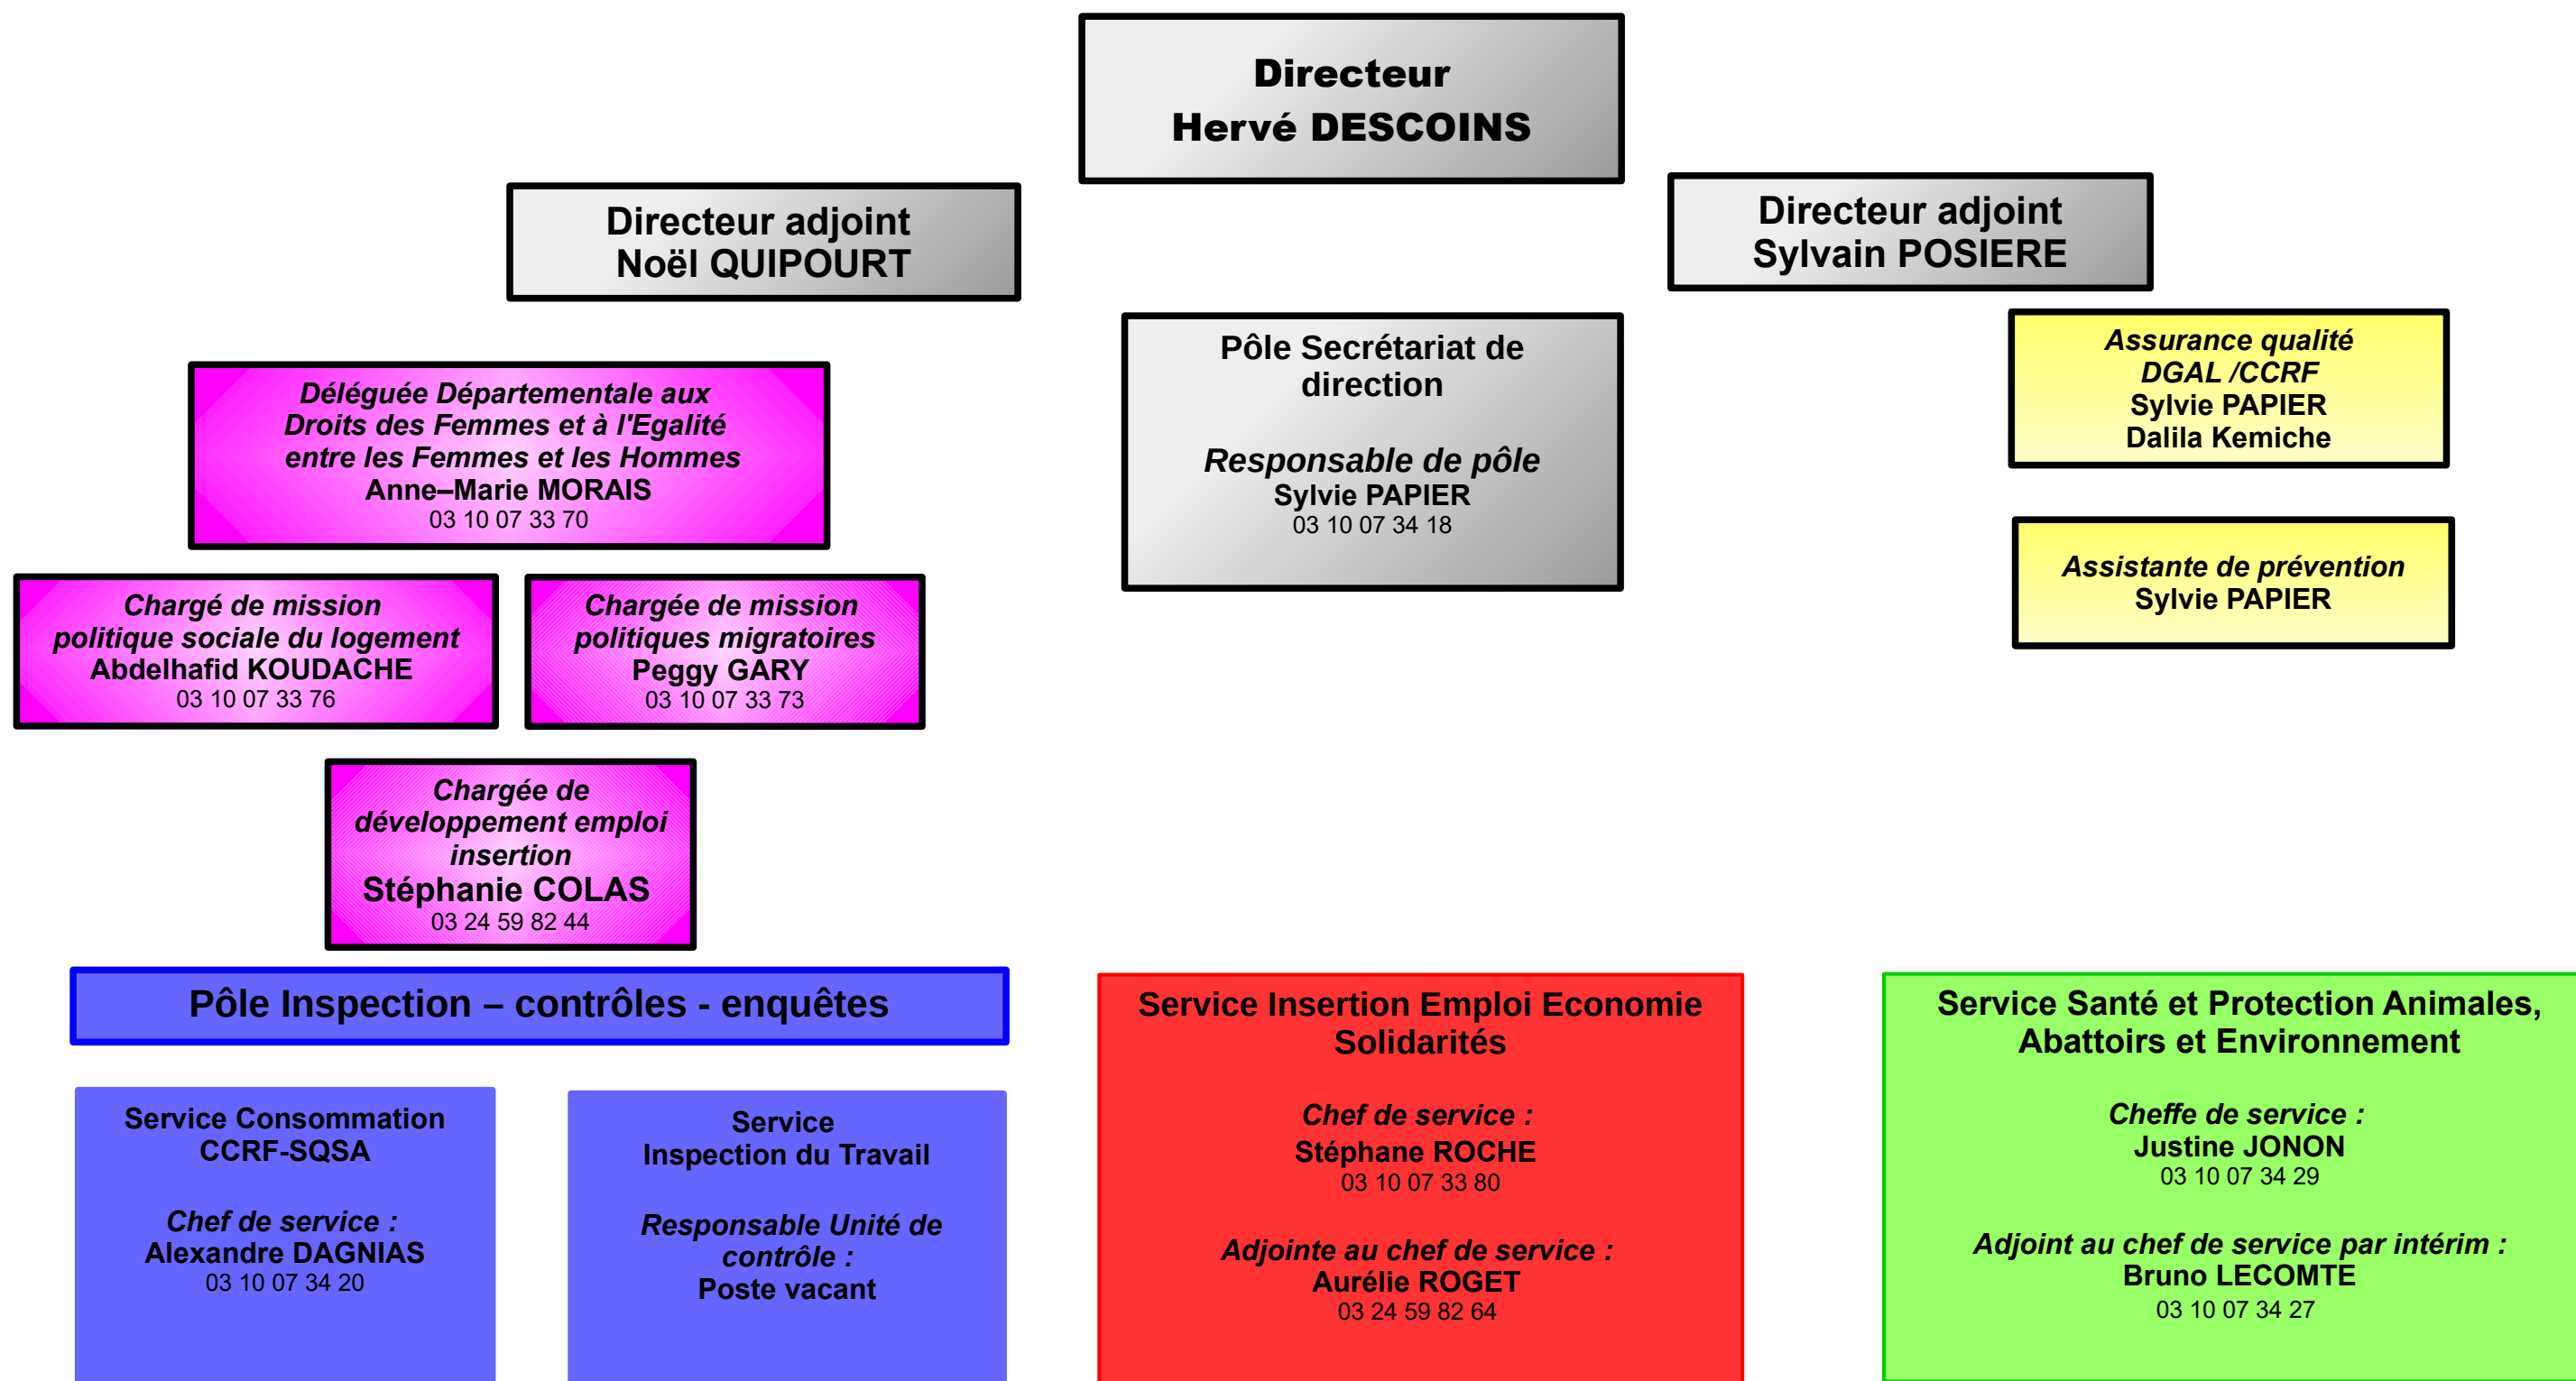 Directeur
Hervé DESCOINS
Directeur adjoint
Noël QUIPOURT
Directeur adjoint
Sylvain POSIERE
Pôle Secrétariat de
direction
Responsable de pôle
Sylvie PAPIER
03 10 07 34 18
Assurance qualité
DGAL /CCRF
Sylvie PAPIER
Dalila Kemiche
Assistante de prévention
Sylvie PAPIER
Déléguée Départementale aux
Droits des Femmes et à l'Egalité
entre les Femmes et les Hommes
Anne–Marie MORAIS
03 10 07 33 70
Chargé de mission
politique sociale du logement
Abdelhafid KOUDACHE
03 10 07 33 76
Chargée de mission
politiques migratoires
Peggy GARY
03 10 07 33 73
Chargée de
développement emploi
insertion
Stéphanie COLAS
03 24 59 82 44
Pôle Inspection – contrôles - enquêtes
Service Consommation
CCRF-SQSA
Chef de service :
Alexandre DAGNIAS
03 10 07 34 20
Service
Inspection du Travail
Responsable Unité de
contrôle :
Poste vacant
Service Insertion Emploi Economie
Solidarités
Chef de service :
Stéphane ROCHE
03 10 07 33 80
Adjointe au chef de service :
Aurélie ROGET
03 24 59 82 64
Service Santé et Protection Animales,
Abattoirs et Environnement
Cheffe de service :
Justine JONON
03 10 07 34 29
Adjoint au chef de service par intérim :
Bruno LECOMTE
03 10 07 34 27